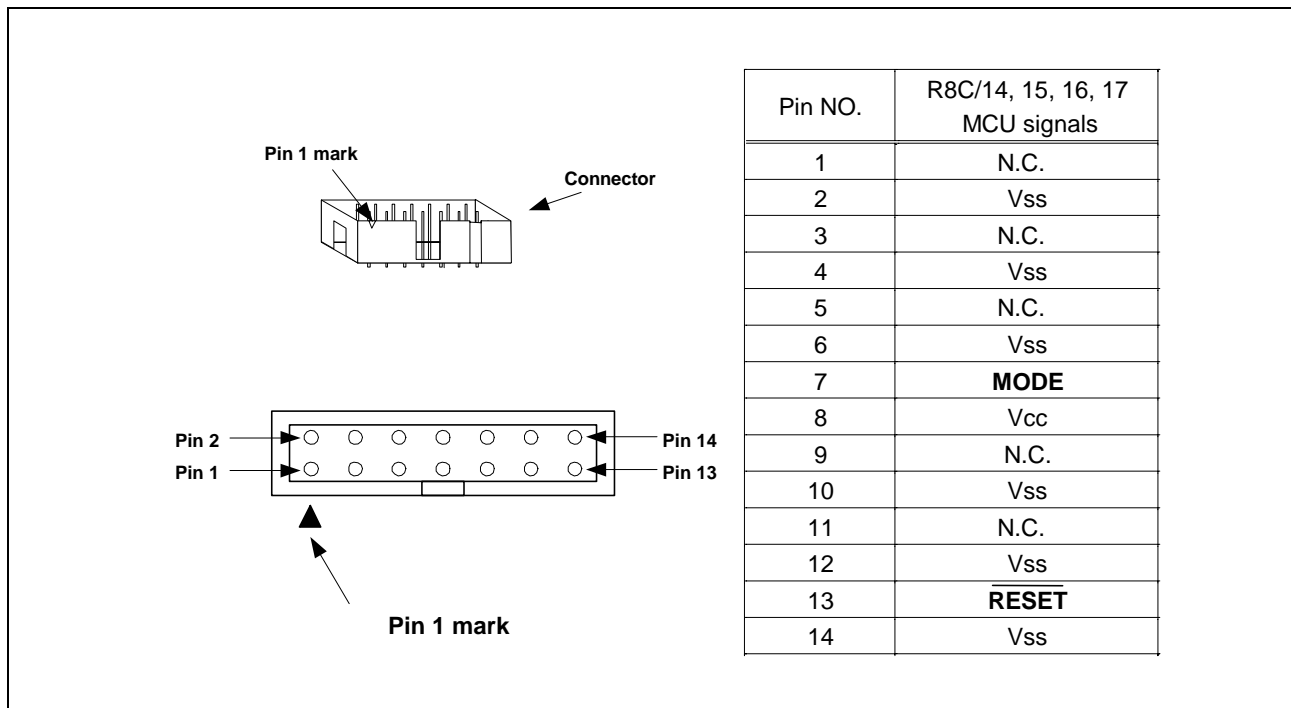 Pin 1 mark
Connector
Pin 2
Pin 1
Pin 14
Pin 13
Pin 1 mark
Pin NO. R8C/14, 15, 16, 17
MCU signals
1 N.C.
2 Vss
3 N.C.
4 Vss
5 N.C.
6 Vss
7 MODE
8 Vcc
9 N.C.
10 Vss
11 N.C.
12 Vss
13 R̅E̅S̅E̅T̅
14 Vss